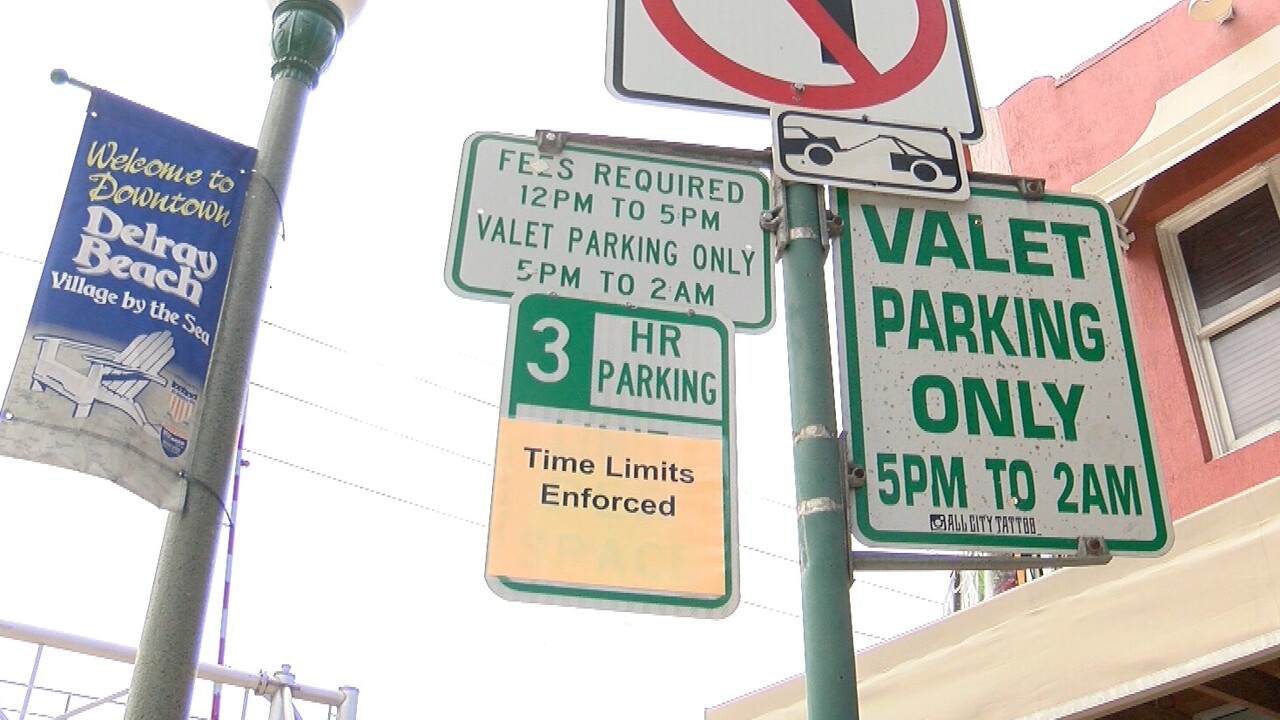 Welcome to
Downtown
Delray
Beach
Village by the Sea
FEES REQUIRED
12PM TO 5PM
VALET PARKING ONLY
5PM TO 2AM
3 HR
PARKING
Time Limits
Enforced
SPACE
VALET
PARKING
ONLY
5PM TO 2AM
ALL CITY TATTOO